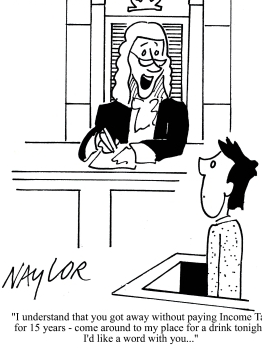 NAYLOR
"I understand that you got away without paying Income Ta
for 15 years - come around to my place for a drink tonigh
I'd like a word with you..."